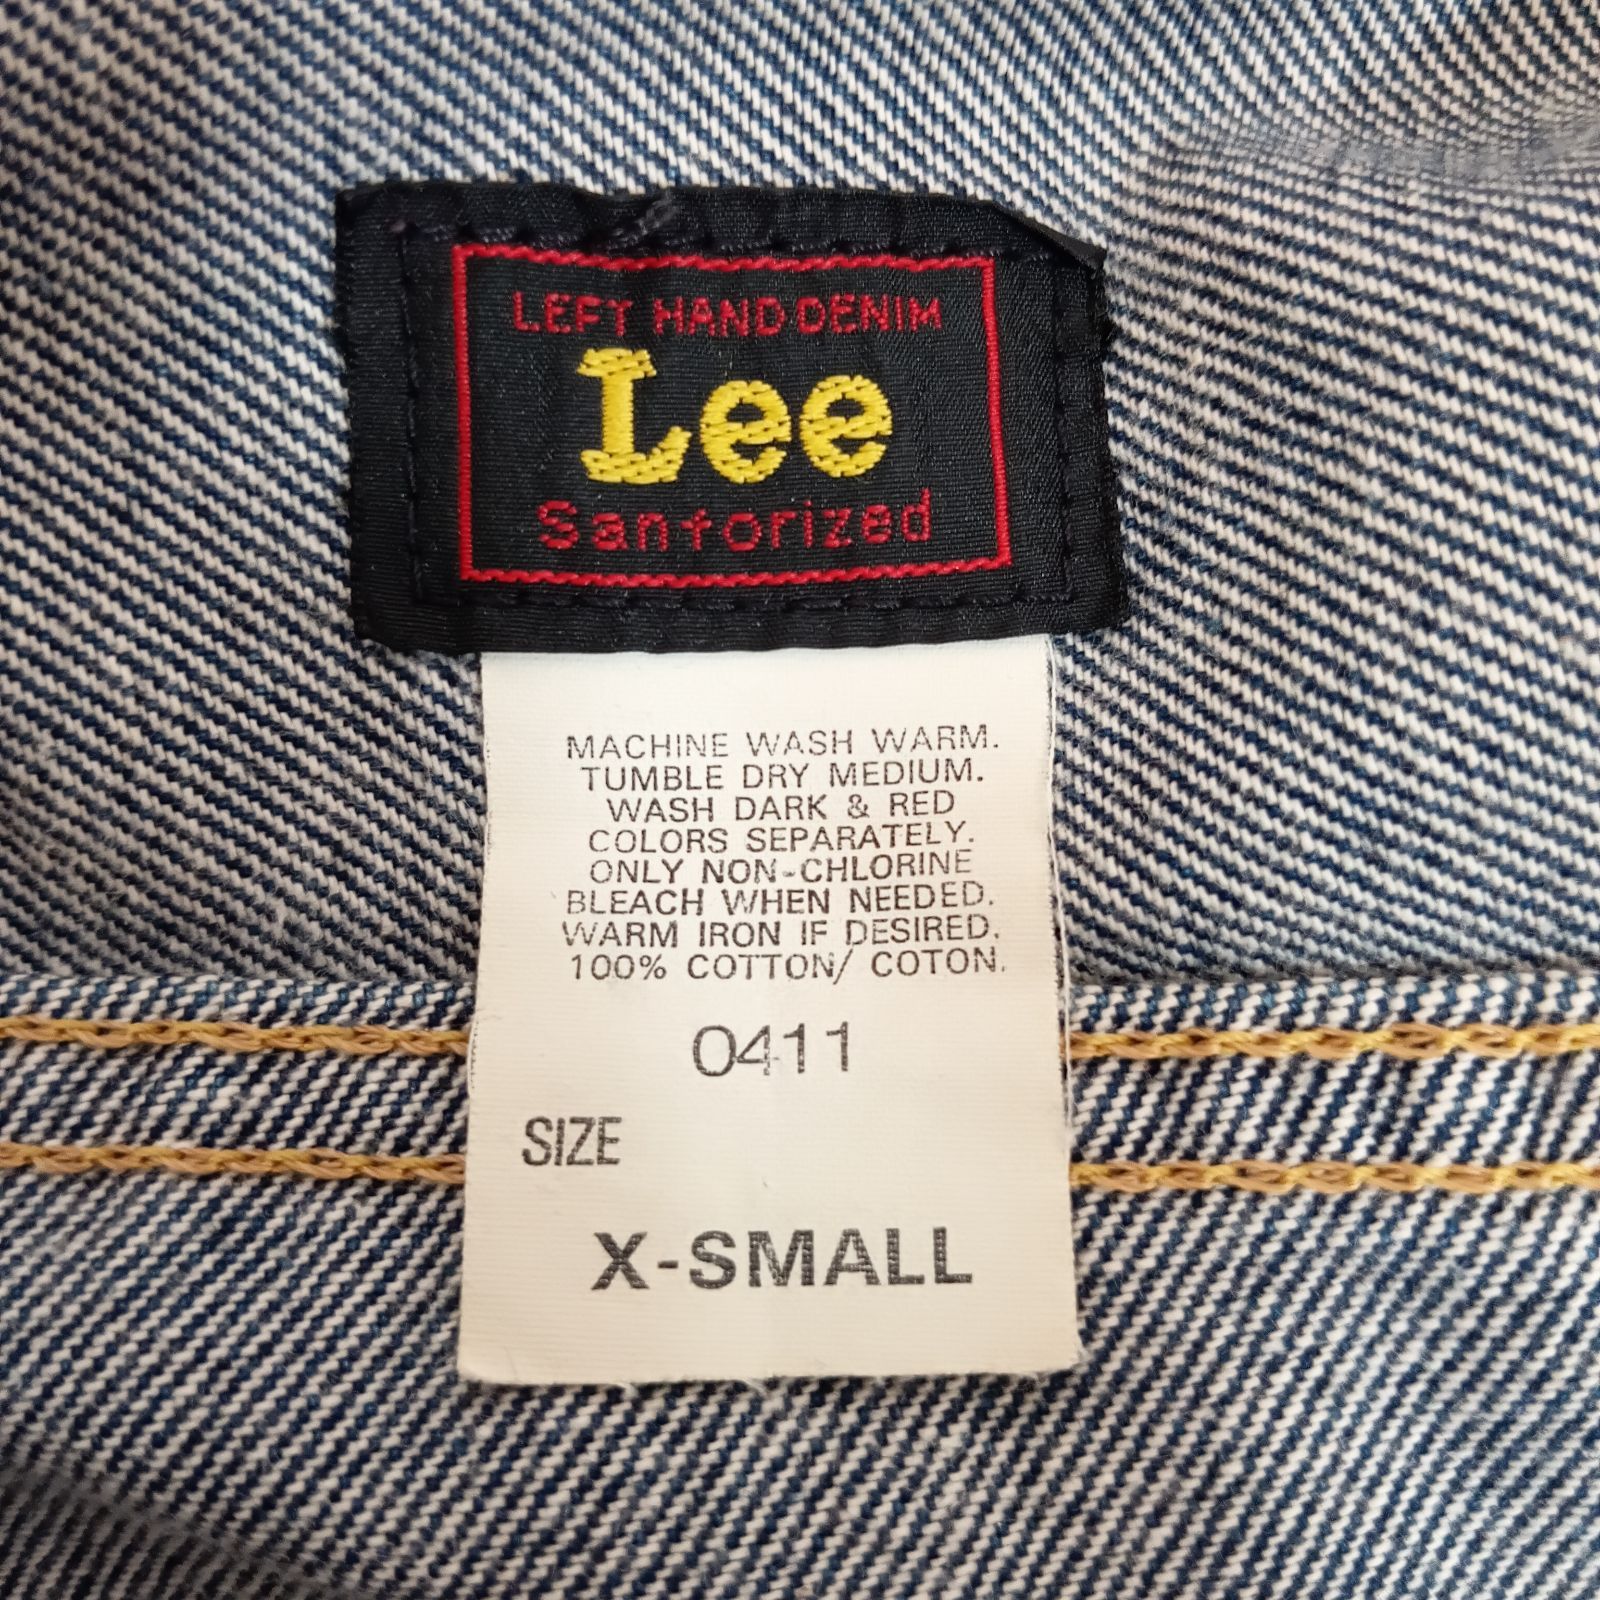 LEFT HAND DENIM
Lee
Sanforized
MACHINE WASH WARM.
TUMBLE DRY MEDIUM.
WASH DARK & RED
COLORS SEPARATELY.
ONLY NON-CHLORINE
BLEACH WHEN NEEDED.
WARM IRON IF DESIRED.
100% COTTON/ COTON.
0411
SIZE
X-SMALL